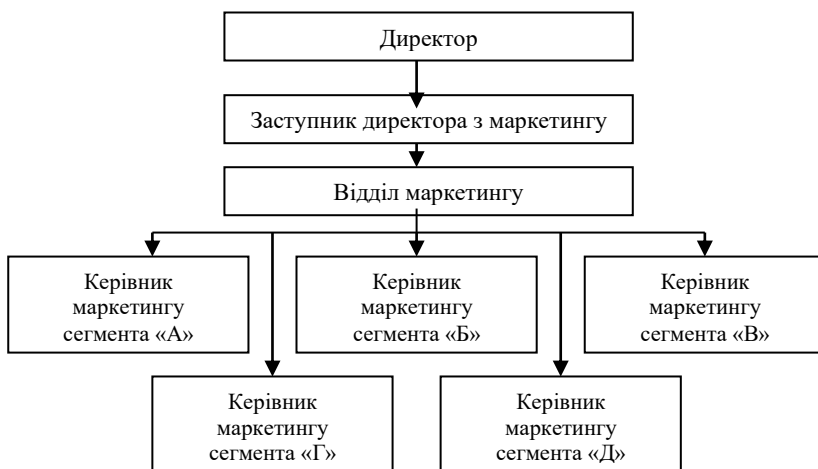 Директор
Заступник директора з маркетингу
Відділ маркетингу
Керівник
маркетингу
сегмента «А»
Керівник
маркетингу
сегмента «Б»
Керівник
маркетингу
сегмента «В»
Керівник
маркетингу
сегмента «Г»
Керівник
маркетингу
сегмента «Д»